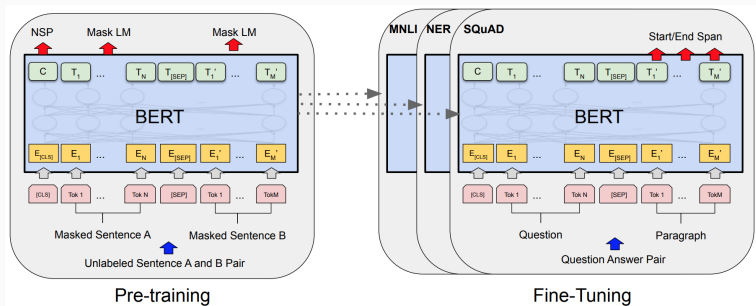 NSP Mask LM Mask LM
C T1 ... TN T[SEP] T1' ... TM'
BERT
E[CLS] E1 ... EN E[SEP] E1' ... EM'
[CLS] Tok 1 ... Tok N [SEP] Tok 1 ... TokM
Masked Sentence A Masked Sentence B
Unlabeled Sentence A and B Pair
Pre-training
MNLI NER SQuAD
Start/End Span
C T1 ... TN T[SEP] T1' ... TM'
BERT
E[CLS] E1 ... EN E[SEP] E1' ... EM'
[CLS] Tok 1 ... Tok N [SEP] Tok 1 ... TokM
Question Paragraph
Question Answer Pair
Fine-Tuning